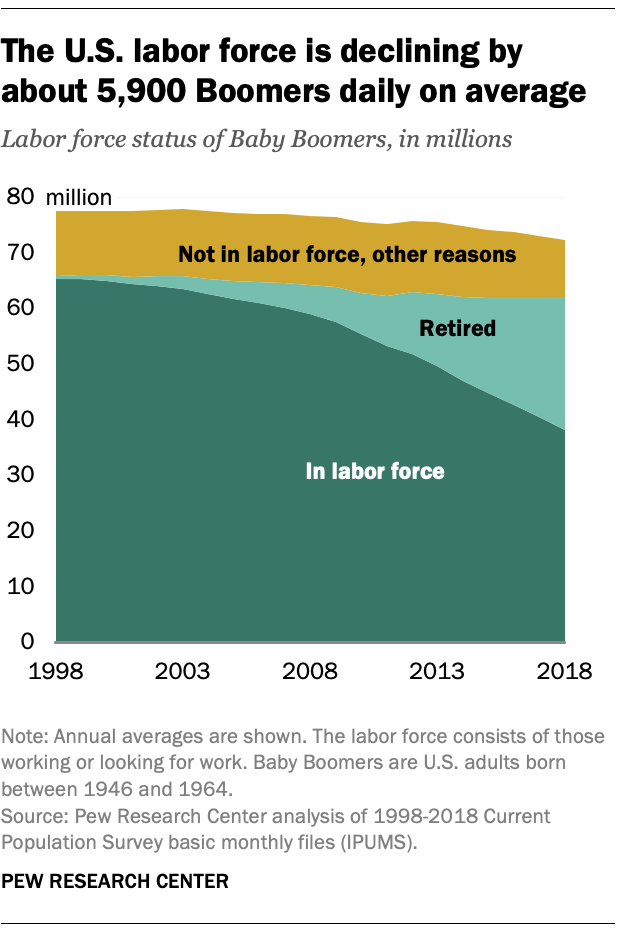 The U.S. labor force is declining by
about 5,900 Boomers daily on average
Labor force status of Baby Boomers, in millions
80 million
70
60
50
40
30
20
10
0
Not in labor force, other reasons
Retired
In labor force
1998 2003 2008 2013 2018
Note: Annual averages are shown. The labor force consists of those
working or looking for work. Baby Boomers are U.S. adults born
between 1946 and 1964.
Source: Pew Research Center analysis of 1998-2018 Current
Population Survey basic monthly files (IPUMS).
PEW RESEARCH CENTER